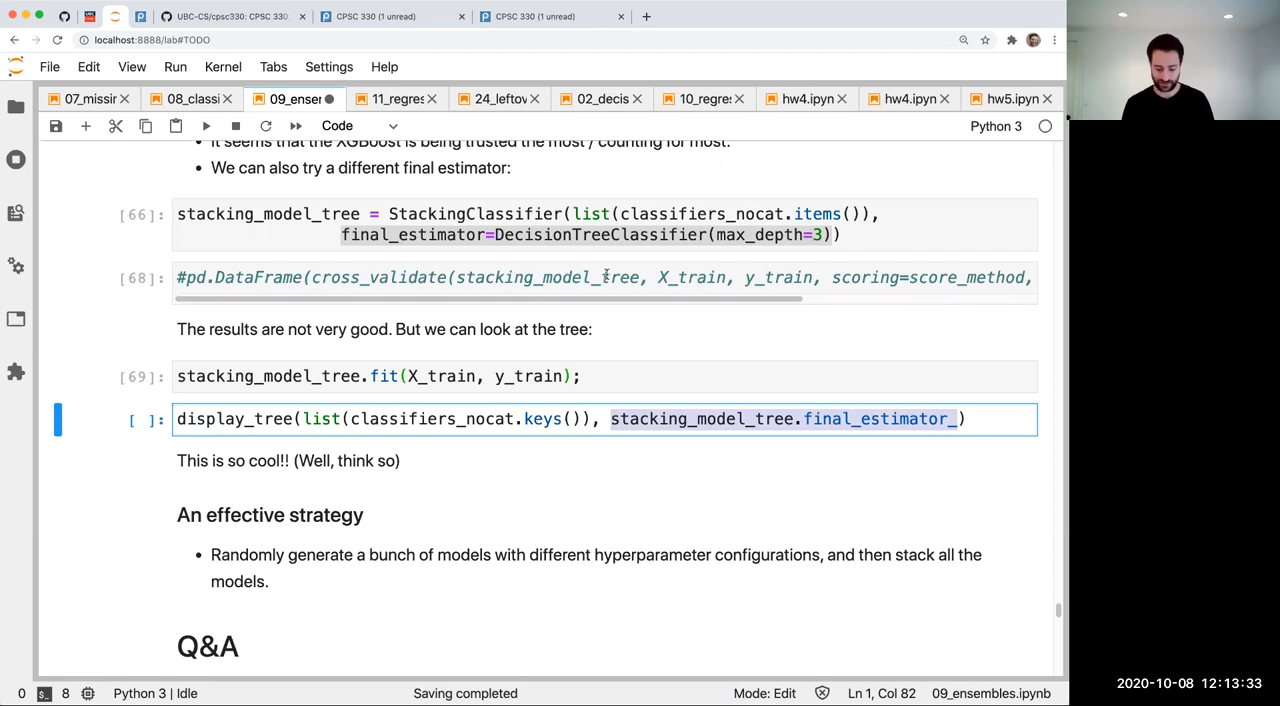 UBC-CS/cpsc330: CPSC 330: CPSC 330 (1 unread) CPSC 330 (1 unread)
localhost:8888/lab#TODO
File Edit View Run Kernel Tabs Settings Help
07_missir 08_classi 09_ensem 11_regres 24_leftov 02_decis 10_regre hw4.ipyn hw4.ipyn hw5.ipyn
Code Python 3
It seems that the XGBoost is being trusted the most / counting for most.
We can also try a different final estimator:
[66]: stacking_model_tree = StackingClassifier(list(classifiers_nocat.items()),
final_estimator=DecisionTreeClassifier(max_depth=3))
[68]: #pd.DataFrame(cross_validate(stacking_model_tree, X_train, y_train, scoring=score_method,
The results are not very good. But we can look at the tree:
[69]: stacking_model_tree.fit(X_train, y_train);
[ ]: display_tree(list(classifiers_nocat.keys()), stacking_model_tree.final_estimator_)
This is so cool!! (Well, think so)
An effective strategy
Randomly generate a bunch of models with different hyperparameter configurations, and then stack all the
models.
Q&A
0 $_ 8 Python 3 | Idle Saving completed Mode: Edit Ln 1, Col 82 09_ensembles.ipynb
2020-10-08 12:13:33